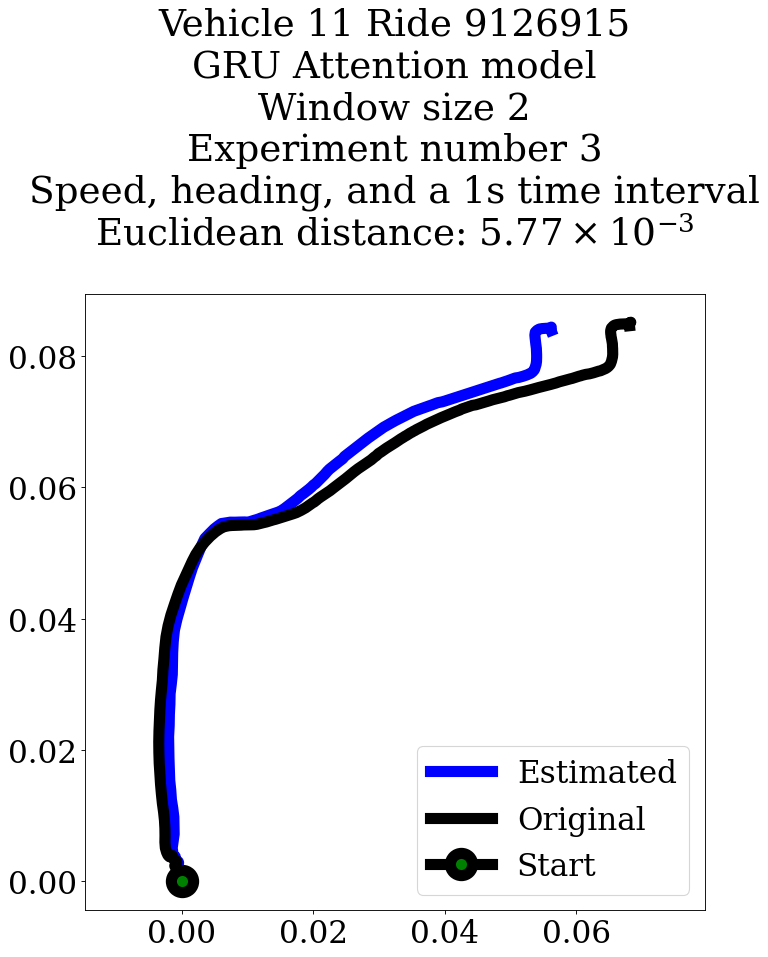 Vehicle 11 Ride 9126915
GRU Attention model
Window size 2
Experiment number 3
Speed, heading, and a 1s time interval
Euclidean distance: 5.77 × 10⁻³
0.08
0.06
0.04
0.02
0.00
Estimated
Original
Start
0.00 0.02 0.04 0.06